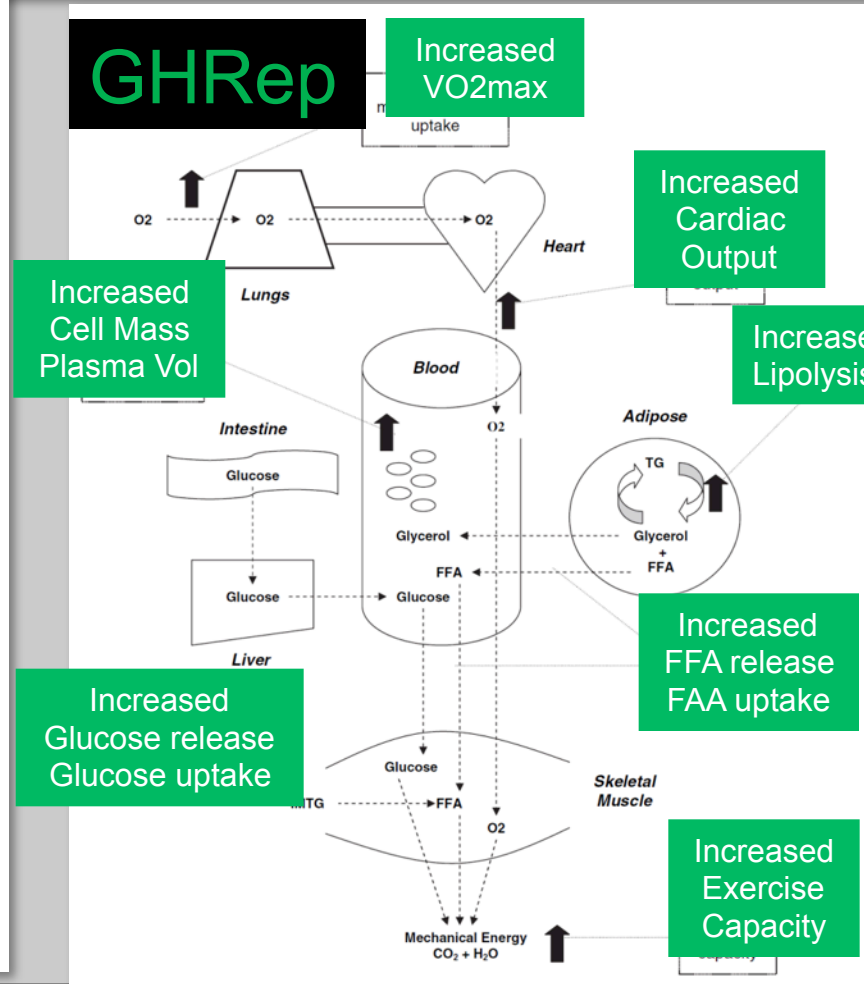 GHRep
Increased
VO2max
uptake
O2
O2
O2
Heart
Increased
Cardiac
Output
Lungs
Increased
Cell Mass
Plasma Vol
Blood
Increase
Lipolysis
O2
Intestine
Glucose
Adipose
TG
Glycerol
Glycerol
+
FFA
FFA
Glucose
Glucose
Liver
Increased
FFA release
FAA uptake
Increased
Glucose release
Glucose uptake
Glucose
Skeletal
Muscle
FFA
O2
Increased
Exercise
Capacity
Mechanical Energy
CO₂ + H₂O
capacity